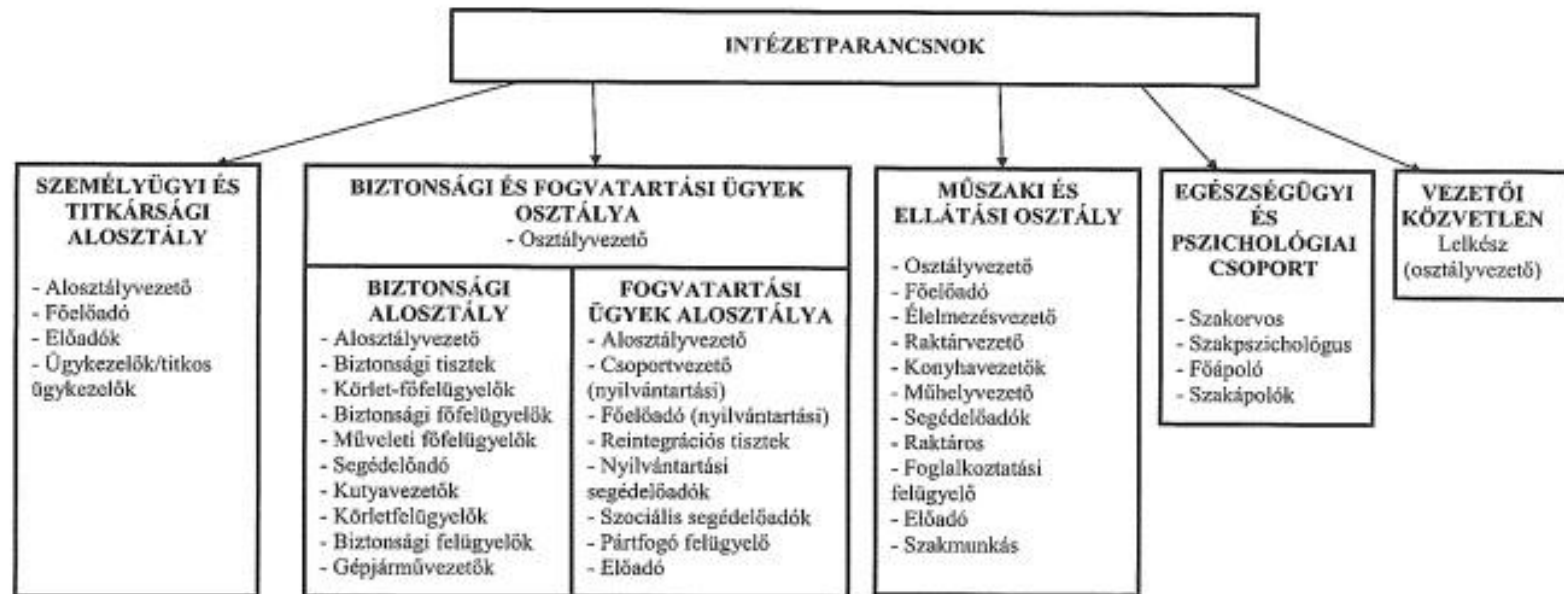 INTÉZETPARANCSNOK
SZEMÉLYÜGYI ÉS
TITKÁRSÁGI
ALOSZTÁLY
- Alosztályvezető
- Főelőadó
- Előadók
- Ügykezelők/titkos
ügykezelők
BIZTONSÁGI ÉS FOGVATARTÁSI ÜGYEK
OSZTÁLYA
- Osztályvezető
BIZTONSÁGI
ALOSZTÁLY
- Alosztályvezető
- Biztonsági tisztek
- Körlet-főfelügyelők
- Biztonsági főfelügyelők
- Műveleti főfelügyelők
- Segédelőadó
- Kutyavezetők
- Körletfelügyelők
- Biztonsági felügyelők
- Gépjárművezetők
FOGVATARTÁSI
ÜGYEK ALOSZTÁLYA
- Alosztályvezető
- Csoportvezető
(nyilvántartási)
- Főelőadó (nyilvántartási)
- Reintegrációs tisztek
- Nyilvántartási
segédelőadók
- Szociális segédelőadók
- Pártfogó felügyelő
- Előadó
MŰSZAKI ÉS
ELLÁTÁSI OSZTÁLY
- Osztályvezető
- Főelőadó
- Élelmezésvezető
- Raktárvezető
- Konyhavezetők
- Műhelyvezető
- Segédelőadók
- Raktáros
- Foglalkoztatási
felügyelő
- Előadó
- Szakmunkás
EGÉSZSÉGÜGYI
ÉS
PSZICHOLÓGIAI
CSOPORT
- Szakorvos
- Szakpszichológus
- Főápoló
- Szakápolók
VEZETŐI
KÖZVETLEN
Lelkész
(osztályvezető)